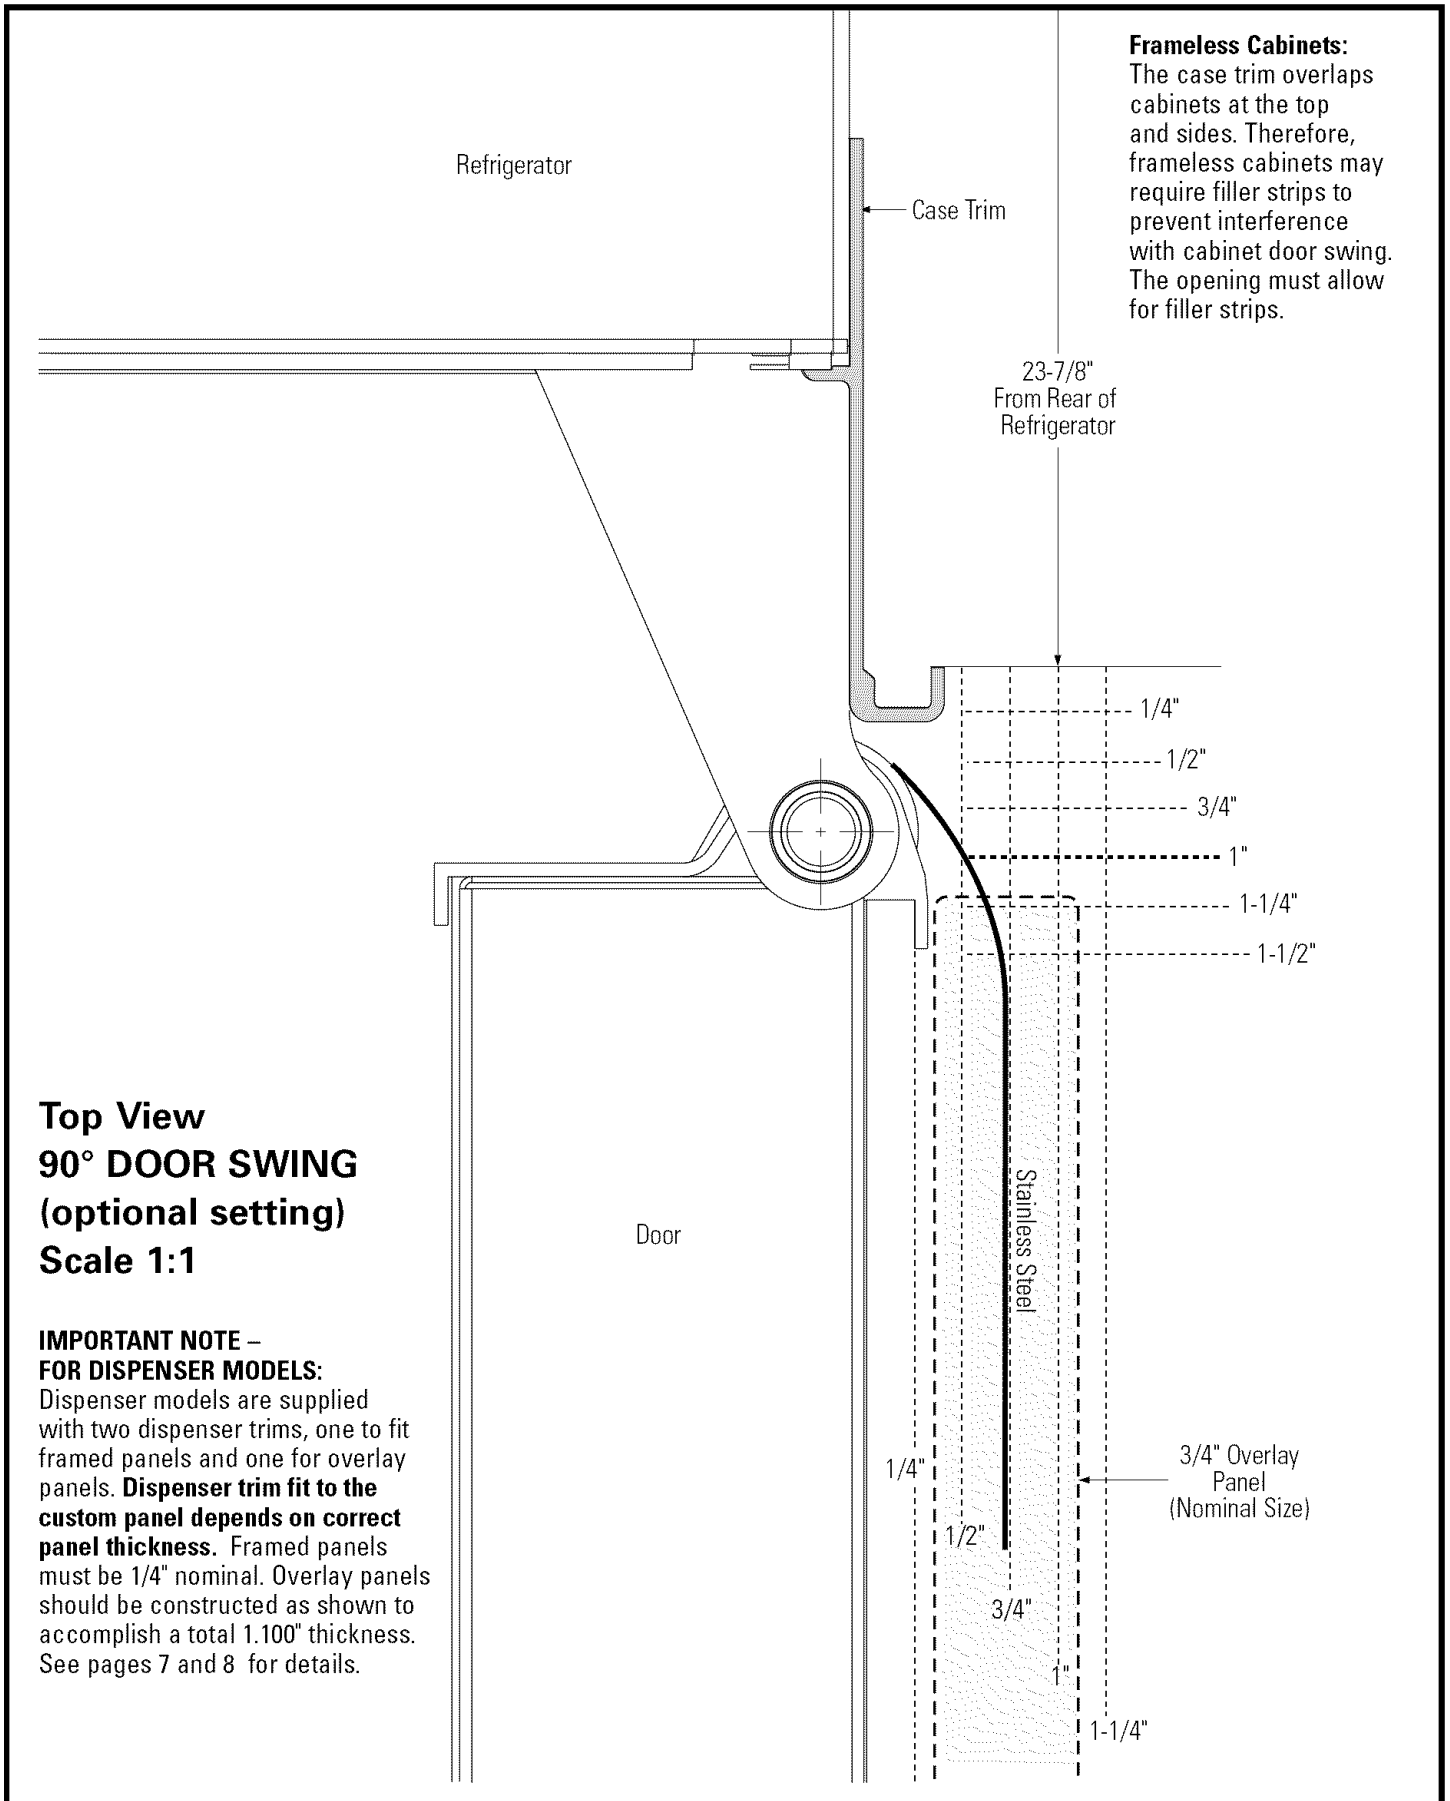 Frameless Cabinets:
The case trim overlaps
cabinets at the top
and sides. Therefore,
frameless cabinets may
require filler strips to
prevent interference
with cabinet door swing.
The opening must allow
for filler strips.
Refrigerator
Case Trim
23-7/8"
From Rear of
Refrigerator
1/4"
1/2"
3/4"
1"
1-1/4"
1-1/2"
Top View
90° DOOR SWING
(optional setting)
Scale 1:1
Door
Stainless Steel
IMPORTANT NOTE –
FOR DISPENSER MODELS:
Dispenser models are supplied
with two dispenser trims, one to fit
framed panels and one for overlay
panels. Dispenser trim fit to the
custom panel depends on correct
panel thickness. Framed panels
must be 1/4" nominal. Overlay panels
should be constructed as shown to
accomplish a total 1.100" thickness.
See pages 7 and 8 for details.
3/4" Overlay
Panel
(Nominal Size)
1/4"
1/2"
3/4"
1"
1-1/4"